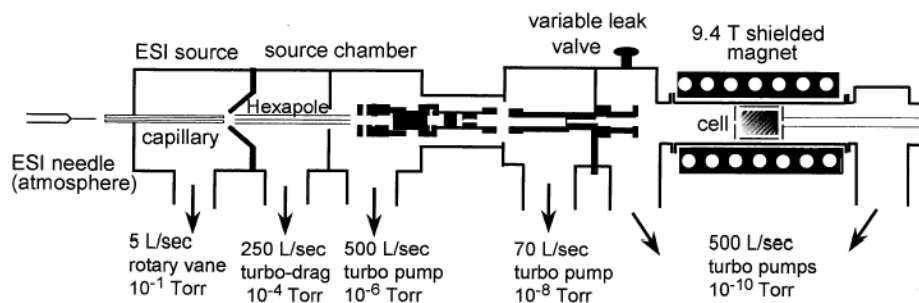 ESI source
source chamber
variable leak
valve
9.4 T shielded
magnet
Hexapole
capillary
cell
ESI needle
(atmosphere)
5 L/sec
rotary vane
10⁻¹ Torr
250 L/sec
turbo-drag
10⁻⁴ Torr
500 L/sec
turbo pump
10⁻⁶ Torr
70 L/sec
turbo pump
10⁻⁸ Torr
500 L/sec
turbo pumps
10⁻¹⁰ Torr